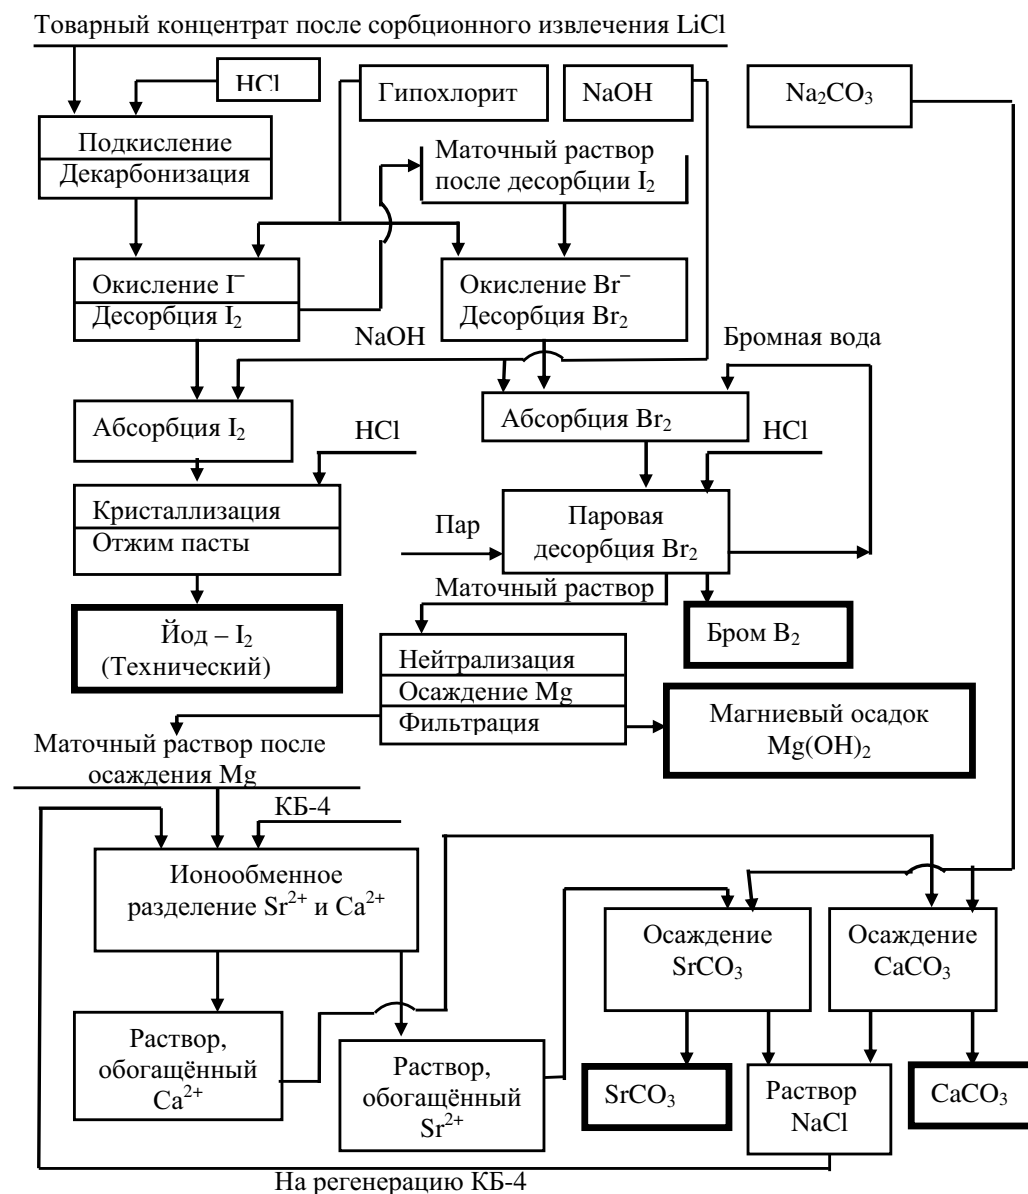 Товарный концентрат после сорбционного извлечения LiCl
HCl
Гипохлорит
NaOH
Na₂CO₃
Подкисление
Декарбонизация
Маточный раствор
после десорбции I₂
Окисление I⁻
Десорбция I₂
Окисление Br⁻
Десорбция Br₂
NaOH
Бромная вода
Абсорбция I₂
HCl
Абсорбция Br₂
HCl
Кристаллизация
Отжим пасты
Пар
Паровая
десорбция Br₂
Маточный раствор
Йод – I₂
(Технический)
Бром B₂
Нейтрализация
Осаждение Mg
Фильтрация
Магниевый осадок
Mg(OH)₂
Маточный раствор после
осаждения Mg
КБ-4
Ионообменное
разделение Sr²⁺ и Ca²⁺
Осаждение
SrCO₃
Осаждение
CaCO₃
Раствор,
обогащённый
Ca²⁺
Раствор,
обогащённый
Sr²⁺
SrCO₃
Раствор
NaCl
CaCO₃
На регенерацию КБ-4